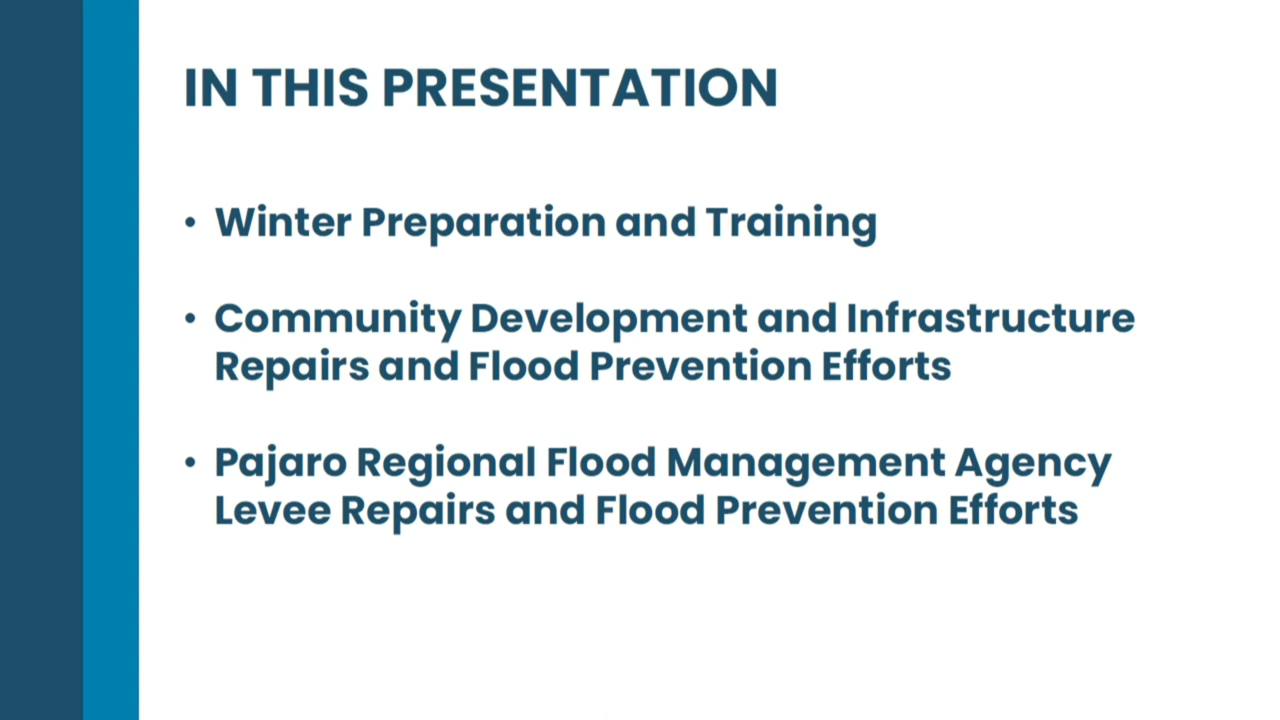 IN THIS PRESENTATION
• Winter Preparation and Training
• Community Development and Infrastructure
Repairs and Flood Prevention Efforts
• Pajaro Regional Flood Management Agency
Levee Repairs and Flood Prevention Efforts